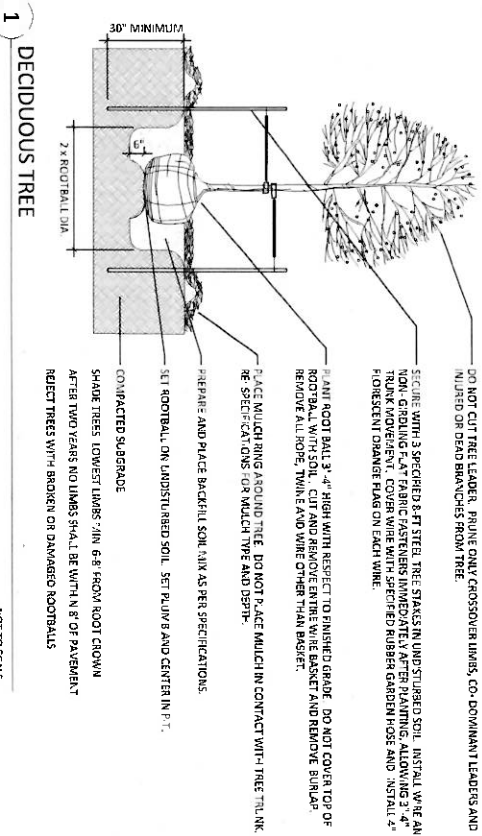 DO NOT CUT TREE LEADER. PRUNE ONLY CROSSOVER LIMBS, CO-DOMINANT LEADERS AND
INJURED OR DEAD BRANCHES FROM TREE.
SECURE WITH 3 SPECIFIED 8-FT STEEL TREE STAKES IN UNDISTURBED SOIL. INSTALL WIRE AN
NON-GIRDLING FLAT FABRIC FASTENERS IMMEDIATELY AFTER PLANTING, ALLOWING 3"-4"
TRUNK MOVEMENT. COVER WIRE WITH SPECIFIED RUBBER GARDEN HOSE AND INSTALL 4"
FLORESCENT ORANGE FLAG ON EACH WIRE.
PLANT ROOT BALL 3"-4" HIGH WITH RESPECT TO FINISHED GRADE. DO NOT COVER TOP OF
ROOTBALL WITH SOIL. CUT AND REMOVE ENTIRE WIRE BASKET AND REMOVE BURLAP.
REMOVE ALL ROPE, TWINE AND WIRE OTHER THAN BASKET.
PLACE MULCH RING AROUND TREE. DO NOT PLACE MULCH IN CONTACT WITH TREE TRUNK.
RE: SPECIFICATIONS FOR MULCH TYPE AND DEPTH.
PREPARE AND PLACE BACKFILL SOIL MIX AS PER SPECIFICATIONS.
SET ROOTBALL ON UNDISTURBED SOIL. SET PLUMB AND CENTER IN PIT.
COMPACTED SUBGRADE
SHADE TREES LOWEST LIMBS MIN. 6-8' FROM ROOT CROWN
AFTER TWO YEARS NO LIMBS SHALL BE WITHIN 8' OF PAVEMENT
REJECT TREES WITH BROKEN OR DAMAGED ROOTBALLS
30" MINIMUM
6"
2 x ROOTBALL DIA.
1
DECIDUOUS TREE